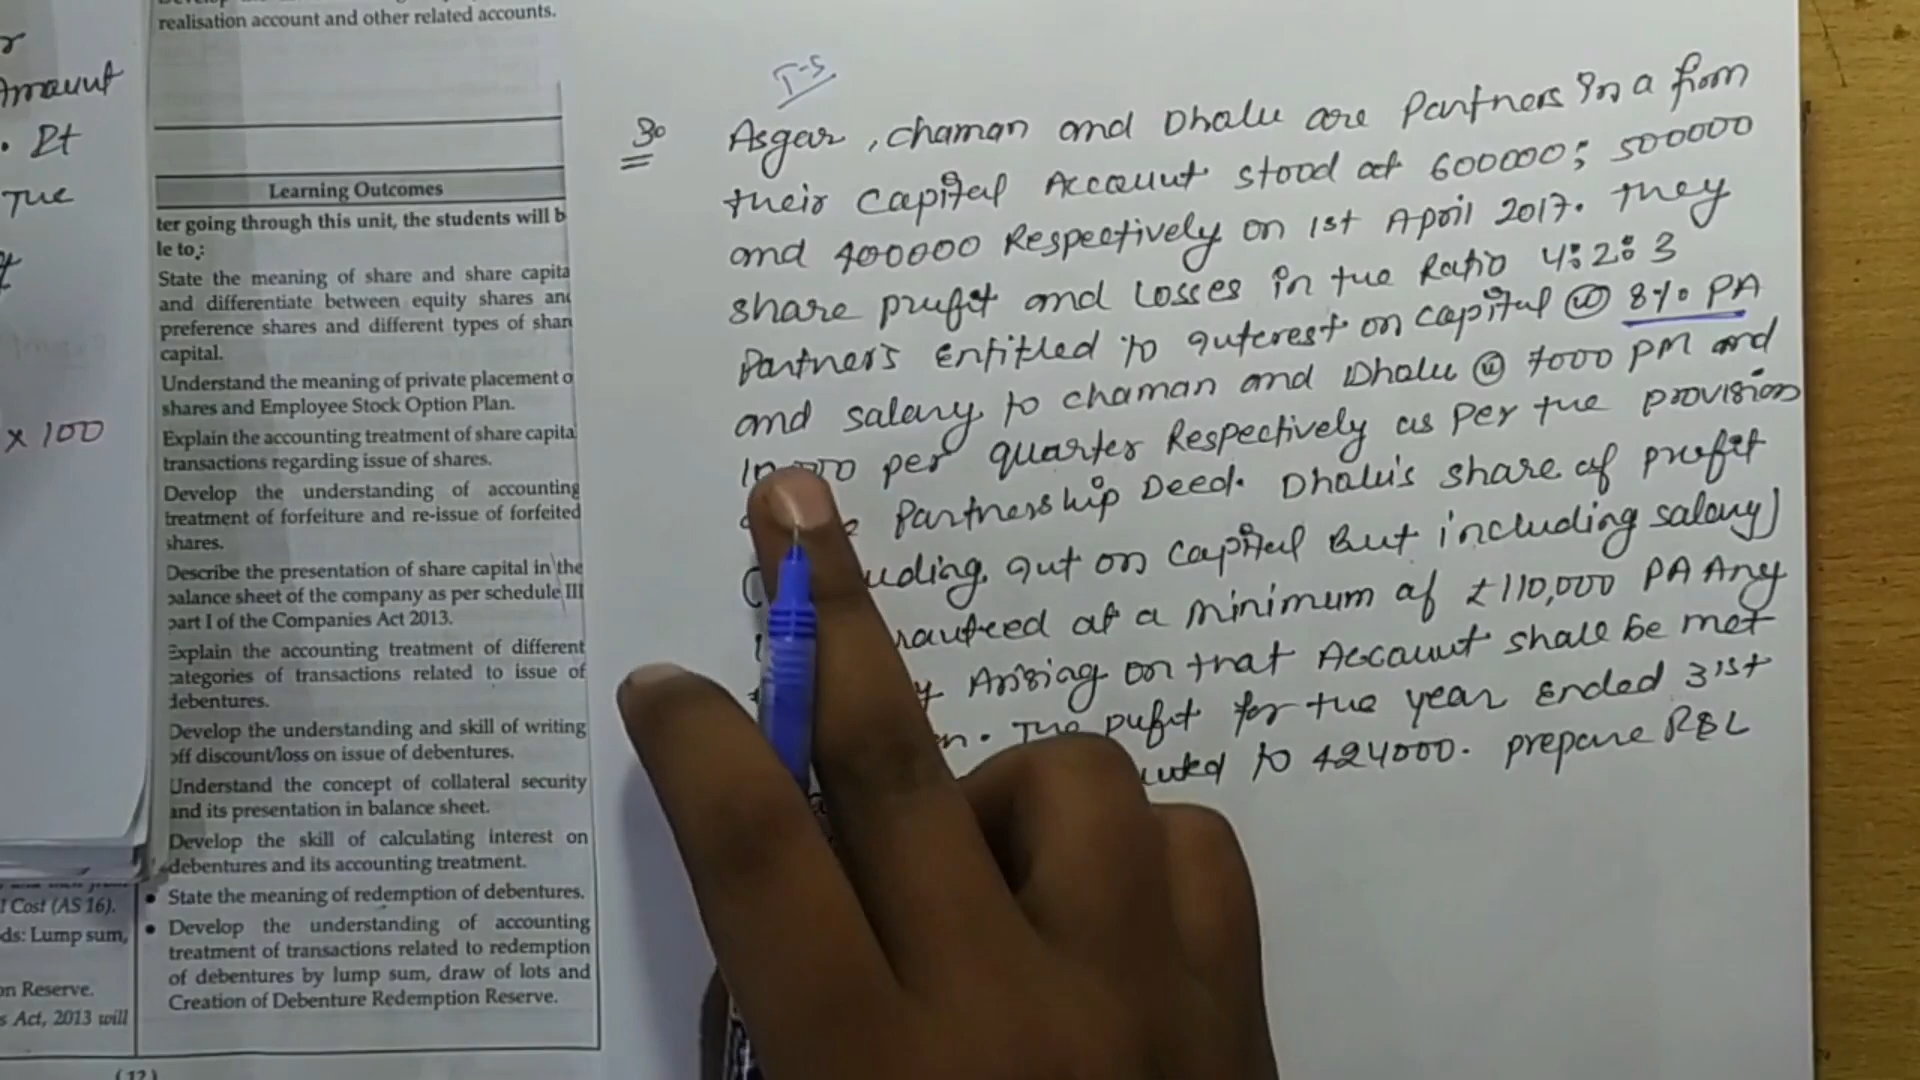 realisation account and other related accounts.
Learning Outcomes
ter going through this unit, the students will b
le to:
State the meaning of share and share capita
and differentiate between equity shares and
preference shares and different types of shar
capital.
Understand the meaning of private placement o
shares and Employee Stock Option Plan.
Explain the accounting treatment of share capita
transactions regarding issue of shares.
Develop the understanding of accounting
treatment of forfeiture and re-issue of forfeited
shares.
Describe the presentation of share capital in the
balance sheet of the company as per schedule III
part I of the Companies Act 2013.
Explain the accounting treatment of different
categories of transactions related to issue of
debentures.
Develop the understanding and skill of writing
off discount/loss on issue of debentures.
Understand the concept of collateral security
and its presentation in balance sheet.
Develop the skill of calculating interest on
debentures and its accounting treatment.
• State the meaning of redemption of debentures.
• Develop the understanding of accounting
treatment of transactions related to redemption
of debentures by lump sum, draw of lots and
Creation of Debenture Redemption Reserve.
(12)
Amount
x 100
I Cost (AS 16).
ds: Lump sum,
on Reserve.
s Act, 2013 will
T-S
30
Asgar, chaman and Dhalu are Partners in a firm
their Capital Account stood at 600000; 500000
and 400000 Respectively on 1st April 2017. They
share profit and Losses in the Ratio 4:2:3
Partners Entitled to interest on capital @ 8% PA
and salary to chaman and Dhalu @ 7000 PM and
per quarter Respectively as per the provision
Partnership Deed. Dhalu's share of profit
uding int on capital But including salary)
ranteed at a minimum of ₹110,000 PA Any
y Arising on that Account shall be met
The profit for the year Ended 31st
to 424000. prepare P&L